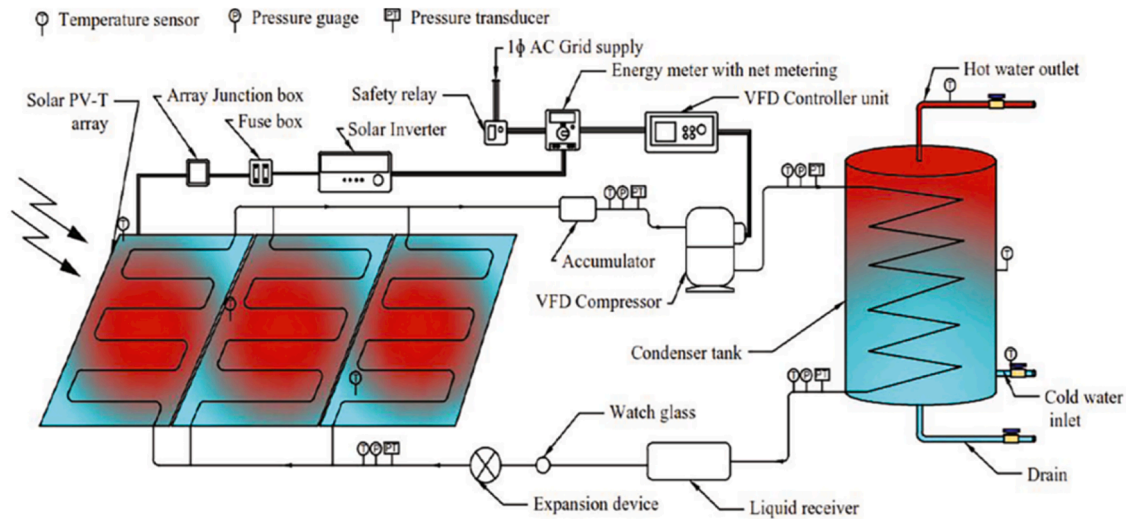 T Temperature sensor
P Pressure guage
PT Pressure transducer
1ϕ AC Grid supply
Energy meter with net metering
Hot water outlet
Solar PV-T
array
Array Junction box
Fuse box
Safety relay
Solar Inverter
VFD Controller unit
T
T
P
PT
T
P
PT
T
Accumulator
VFD Compressor
T
T
T
Condenser tank
T
Cold water
inlet
T
P
PT
Watch glass
T
P
PT
Drain
Expansion device
Liquid receiver